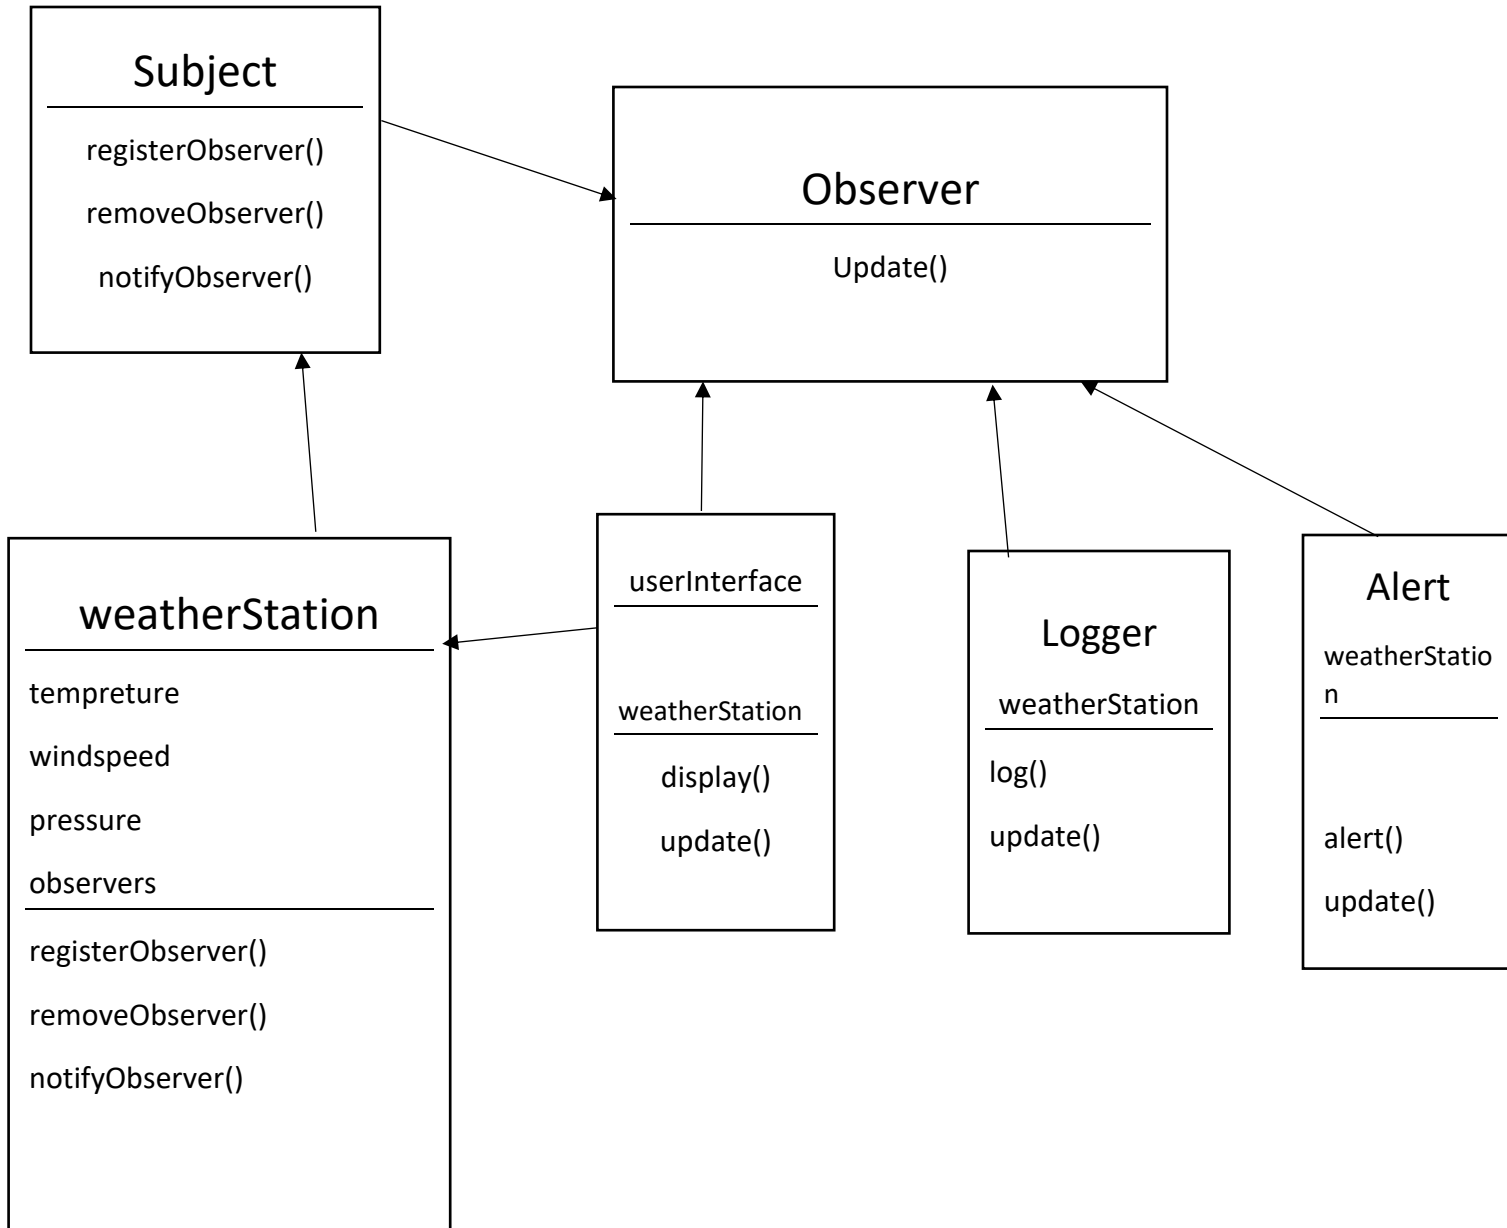 Subject
registerObserver()
removeObserver()
notifyObserver()
Observer
Update()
weatherStation
tempreture
windspeed
pressure
observers
registerObserver()
removeObserver()
notifyObserver()
userInterface
weatherStation
display()
update()
Logger
weatherStation
log()
update()
Alert
weatherStatio
n
alert()
update()